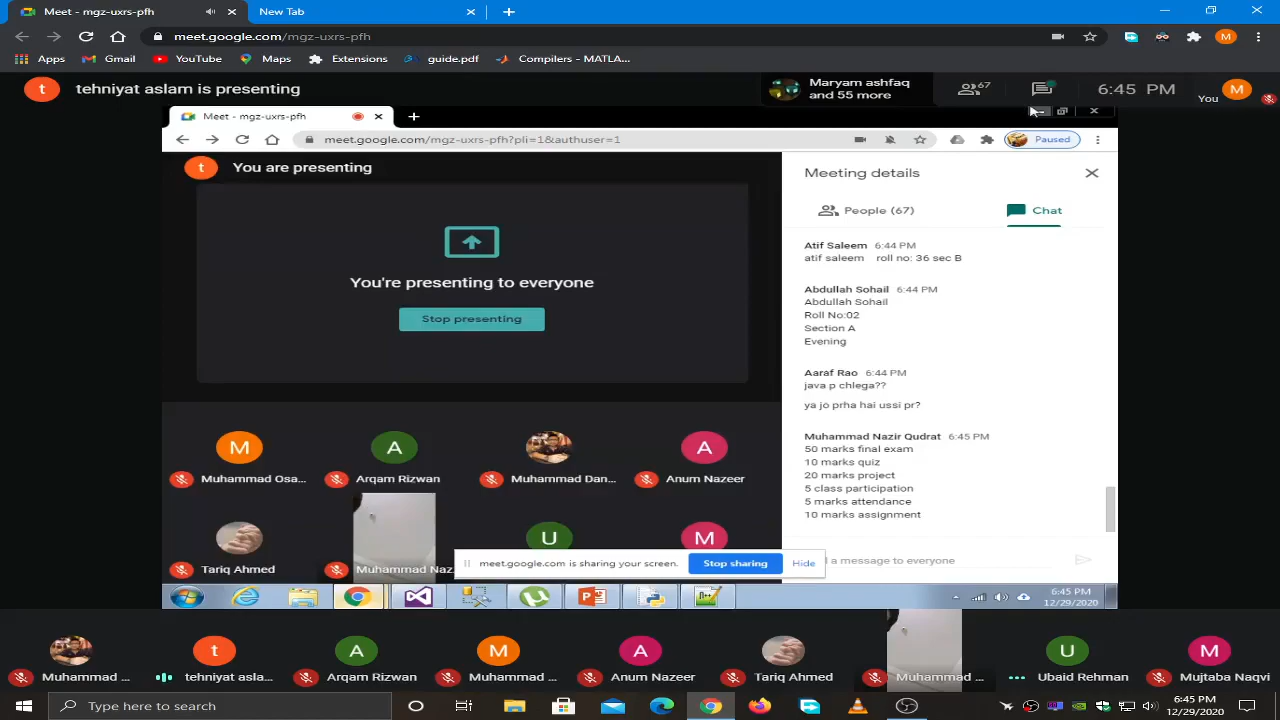 Meet - mgz-uxrs-pfh
New Tab
meet.google.com/mgz-uxrs-pfh
Apps
Gmail
YouTube
Maps
Extensions
guide.pdf
Compilers - MATLA...
M
t
tehniyat aslam is presenting
Maryam ashfaq
and 55 more
67
6:45 PM
You
M
Meet - mgz-uxrs-pfh
meet.google.com/mgz-uxrs-pfh?pli=1&authuser=1
Paused
t
You are presenting
You're presenting to everyone
Stop presenting
M
Muhammad Osa...
A
Arqam Rizwan
Muhammad Dan...
A
Anum Nazeer
Tariq Ahmed
Muhammad Naz
U
M
Meeting details
People (67)
Chat
Atif Saleem 6:44 PM
atif saleem roll no: 36 sec B
Abdullah Sohail 6:44 PM
Abdullah Sohail
Roll No:02
Section A
Evening
Aaraf Rao 6:44 PM
java p chlega??
ya jo prha hai ussi pr?
Muhammad Nazir Qudrat 6:45 PM
50 marks final exam
10 marks quiz
20 marks project
5 class participation
5 marks attendance
10 marks assignment
a message to everyone
meet.google.com is sharing your screen.
Stop sharing
Hide
6:45 PM
12/29/2020
Muhammad ...
t
tehniyat asla...
A
Arqam Rizwan
M
Muhammad ...
A
Anum Nazeer
Tariq Ahmed
Muhammad ...
U
Ubaid Rehman
M
Mujtaba Naqvi
Type here to search
6:45 PM
12/29/2020